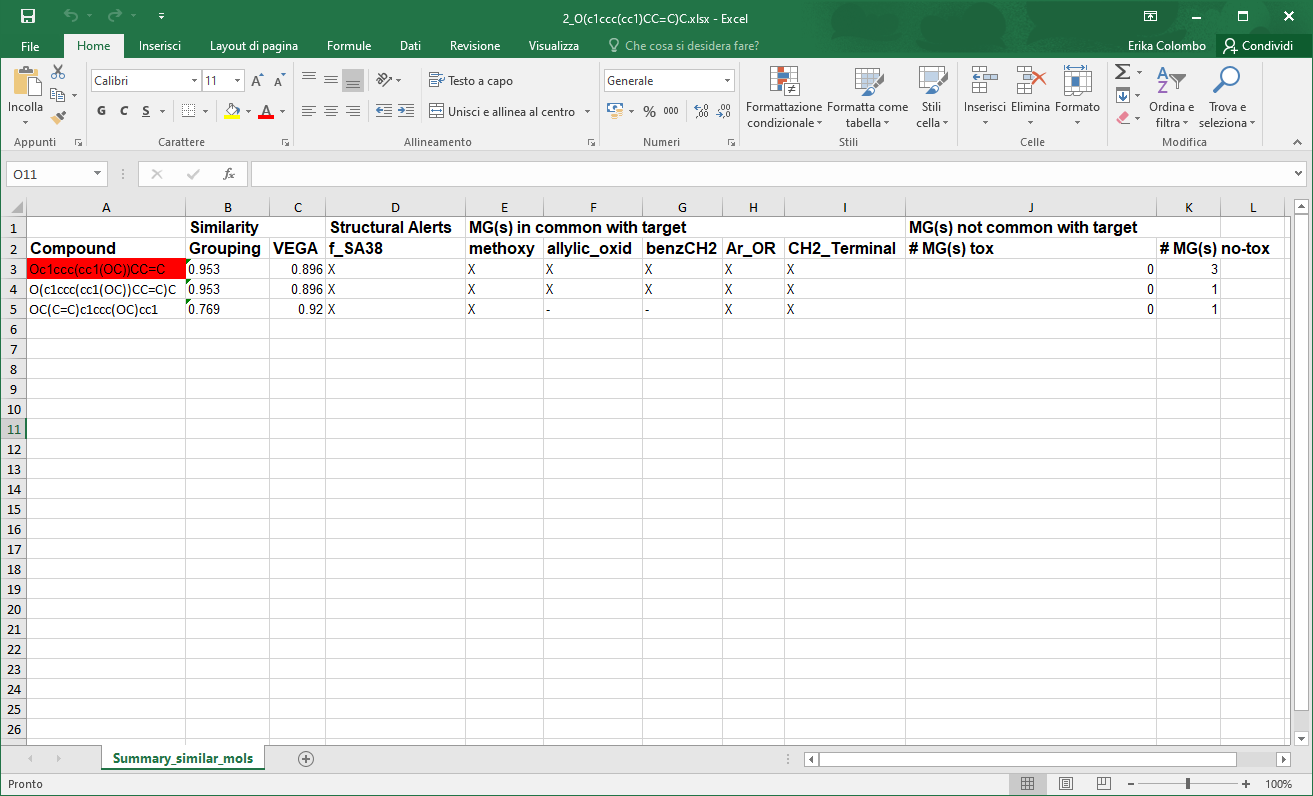 2_O(c1ccc(cc1)CC=C)C.xlsx - Excel
File Home Inserisci Layout di pagina Formule Dati Revisione Visualizza Che cosa si desidera fare? Erika Colombo Condividi
Incolla
Calibri 11
Testo a capo
Unisci e allinea al centro
Generale
G C S
A A
% 000
Formattazione condizionale
Formatta come tabella
Stili cella
Inserisci Elimina Formato
Ordina e filtra
Trova e seleziona
Appunti Carattere Allineamento Numeri Stili Celle Modifica
O11 fx
A B C D E F G H I J K L
1 Similarity Structural Alerts MG(s) in common with target MG(s) not common with target
2 Compound Grouping VEGA f_SA38 methoxy allylic_oxid benzCH2 Ar_OR CH2_Terminal # MG(s) tox # MG(s) no-tox
3 Oc1ccc(cc1(OC))CC=C 0.953 0.896 X X X X X X 0 3
4 O(c1ccc(cc1(OC))CC=C)C 0.953 0.896 X X X X X X 0 1
5 OC(C=C)c1ccc(OC)cc1 0.769 0.92 X X - - X X 0 1
6
7
8
9
10
11
12
13
14
15
16
17
18
19
20
21
22
23
24
25
26
Summary_similar_mols
Pronto 100%